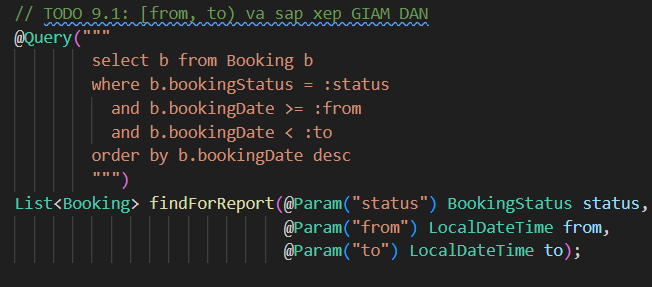 // TODO 9.1: [from, to) va sap xep GIAM DAN
@Query("""
select b from Booking b
where b.bookingStatus = :status
and b.bookingDate >= :from
and b.bookingDate < :to
order by b.bookingDate desc
""")
List<Booking> findForReport(@Param("status") BookingStatus status,
@Param("from") LocalDateTime from,
@Param("to") LocalDateTime to);